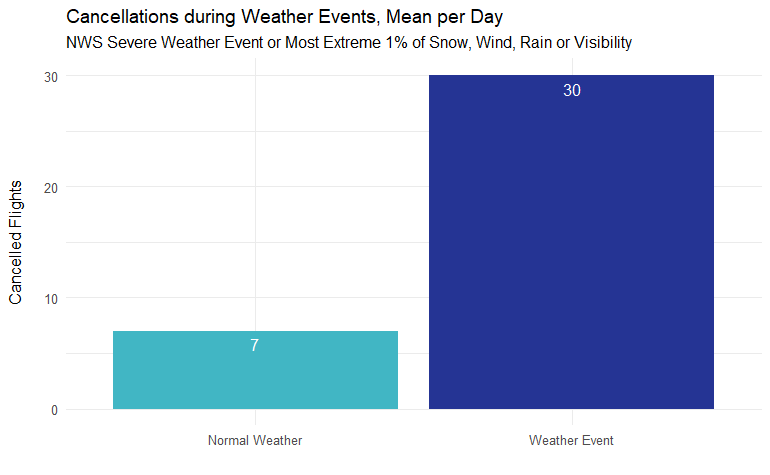 Cancellations during Weather Events, Mean per Day
NWS Severe Weather Event or Most Extreme 1% of Snow, Wind, Rain or Visibility
Cancelled Flights
30
20
10
0
7
30
Normal Weather
Weather Event